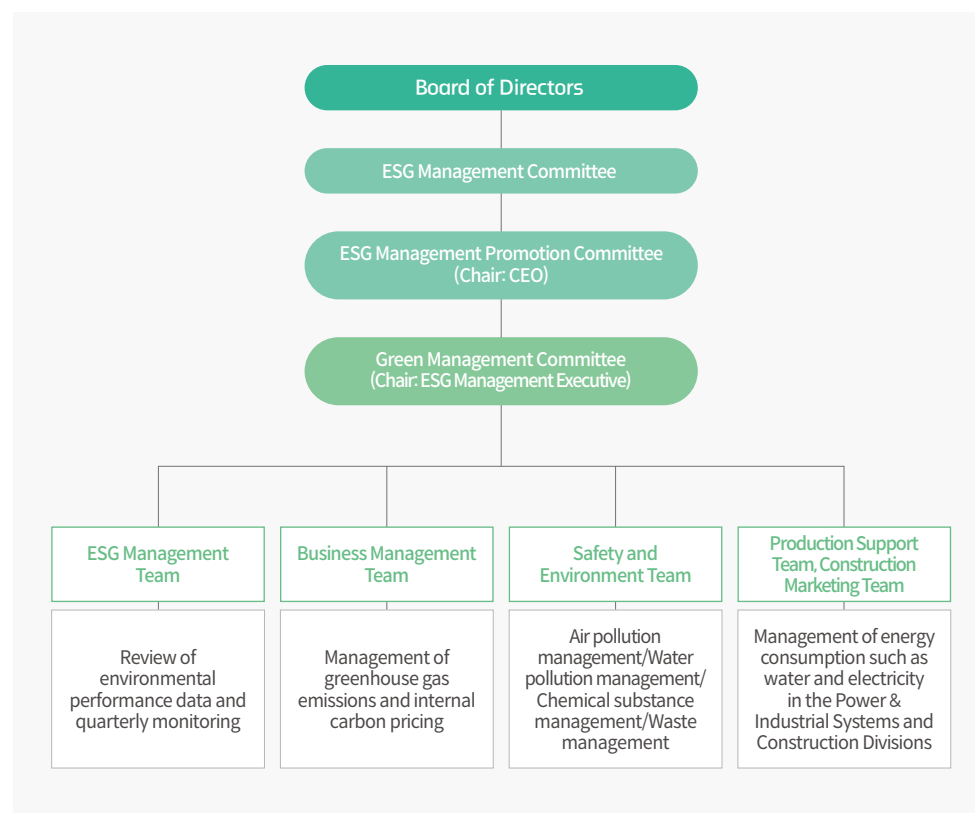 Board of Directors
ESG Management Committee
ESG Management Promotion Committee
(Chair: CEO)
Green Management Committee
(Chair: ESG Management Executive)
ESG Management
Team
Business Management
Team
Safety and
Environment Team
Production Support
Team, Construction
Marketing Team
Review of
environmental
performance data and
quarterly monitoring
Management of
greenhouse gas
emissions and internal
carbon pricing
Air pollution
management/Water
pollution management/
Chemical substance
management/Waste
management
Management of energy
consumption such as
water and electricity
in the Power &
Industrial Systems and
Construction Divisions